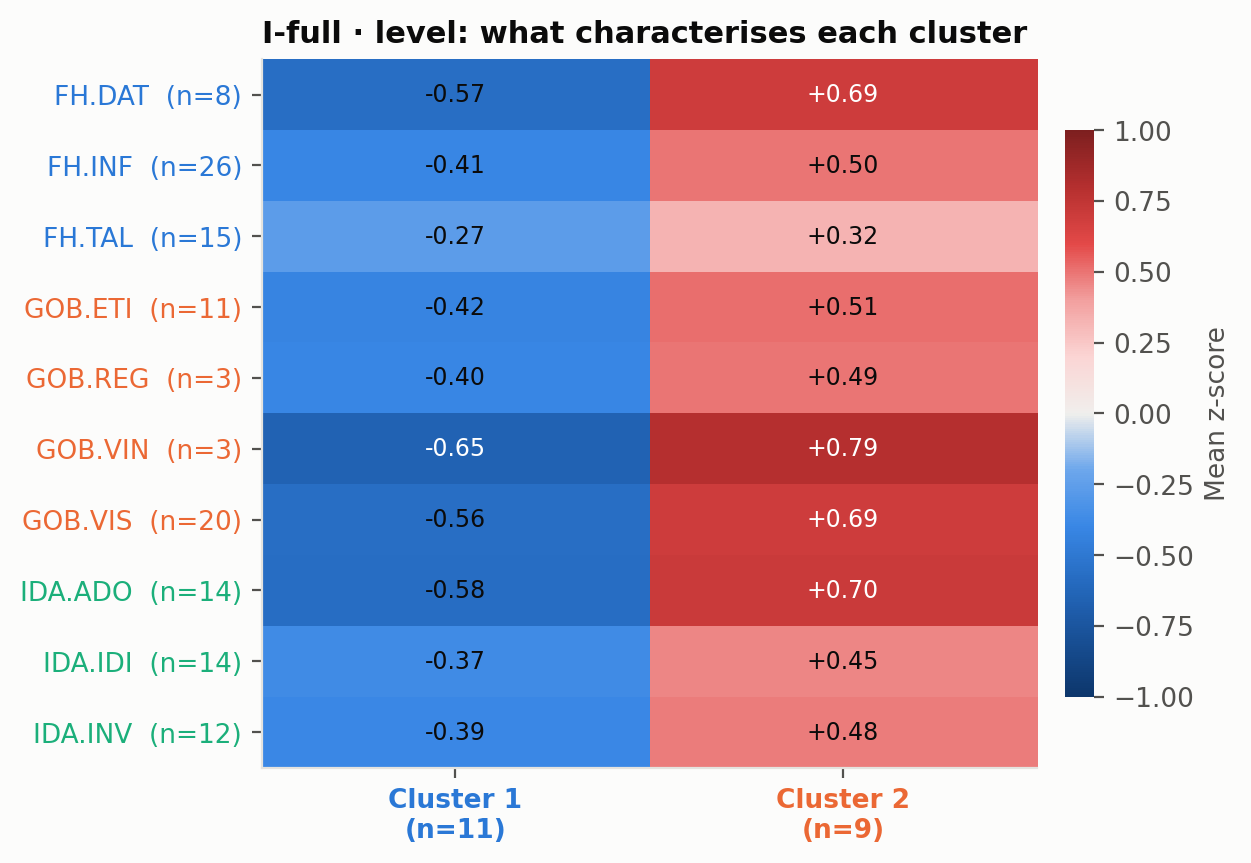 I-full · level: what characterises each cluster
FH.DAT (n=8) -0.57 +0.69
FH.INF (n=26) -0.41 +0.50
FH.TAL (n=15) -0.27 +0.32
GOB.ETI (n=11) -0.42 +0.51
GOB.REG (n=3) -0.40 +0.49
GOB.VIN (n=3) -0.65 +0.79
GOB.VIS (n=20) -0.56 +0.69
IDA.ADO (n=14) -0.58 +0.70
IDA.IDI (n=14) -0.37 +0.45
IDA.INV (n=12) -0.39 +0.48
Cluster 1 Cluster 2
(n=11) (n=9)
1.00
0.75
0.50
0.25
0.00
−0.25
−0.50
−0.75
−1.00
Mean z-score